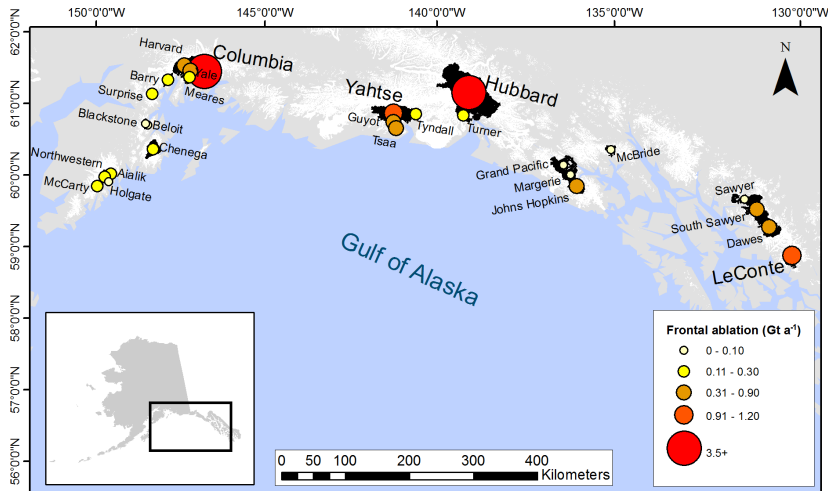 150°0'0"W
145°0'0"W
140°0'0"W
135°0'0"W
130°0'0"W
62°0'0"N
61°0'0"N
60°0'0"N
59°0'0"N
58°0'0"N
57°0'0"N
56°0'0"N
Harvard
Columbia
Barry
Yale
Surprise
Meares
Blackstone
Beloit
Chenega
Northwestern
Aialik
McCarty
Holgate
Yahtse
Guyot
Tsaa
Tyndall
Hubbard
Turner
Grand Pacific
McBride
Margerie
Johns Hopkins
Sawyer
South Sawyer
Dawes
LeConte
Gulf of Alaska
N
Frontal ablation (Gt a⁻¹)
0 - 0.10
0.11 - 0.30
0.31 - 0.90
0.91 - 1.20
3.5+
0 50 100 200 300 400
Kilometers